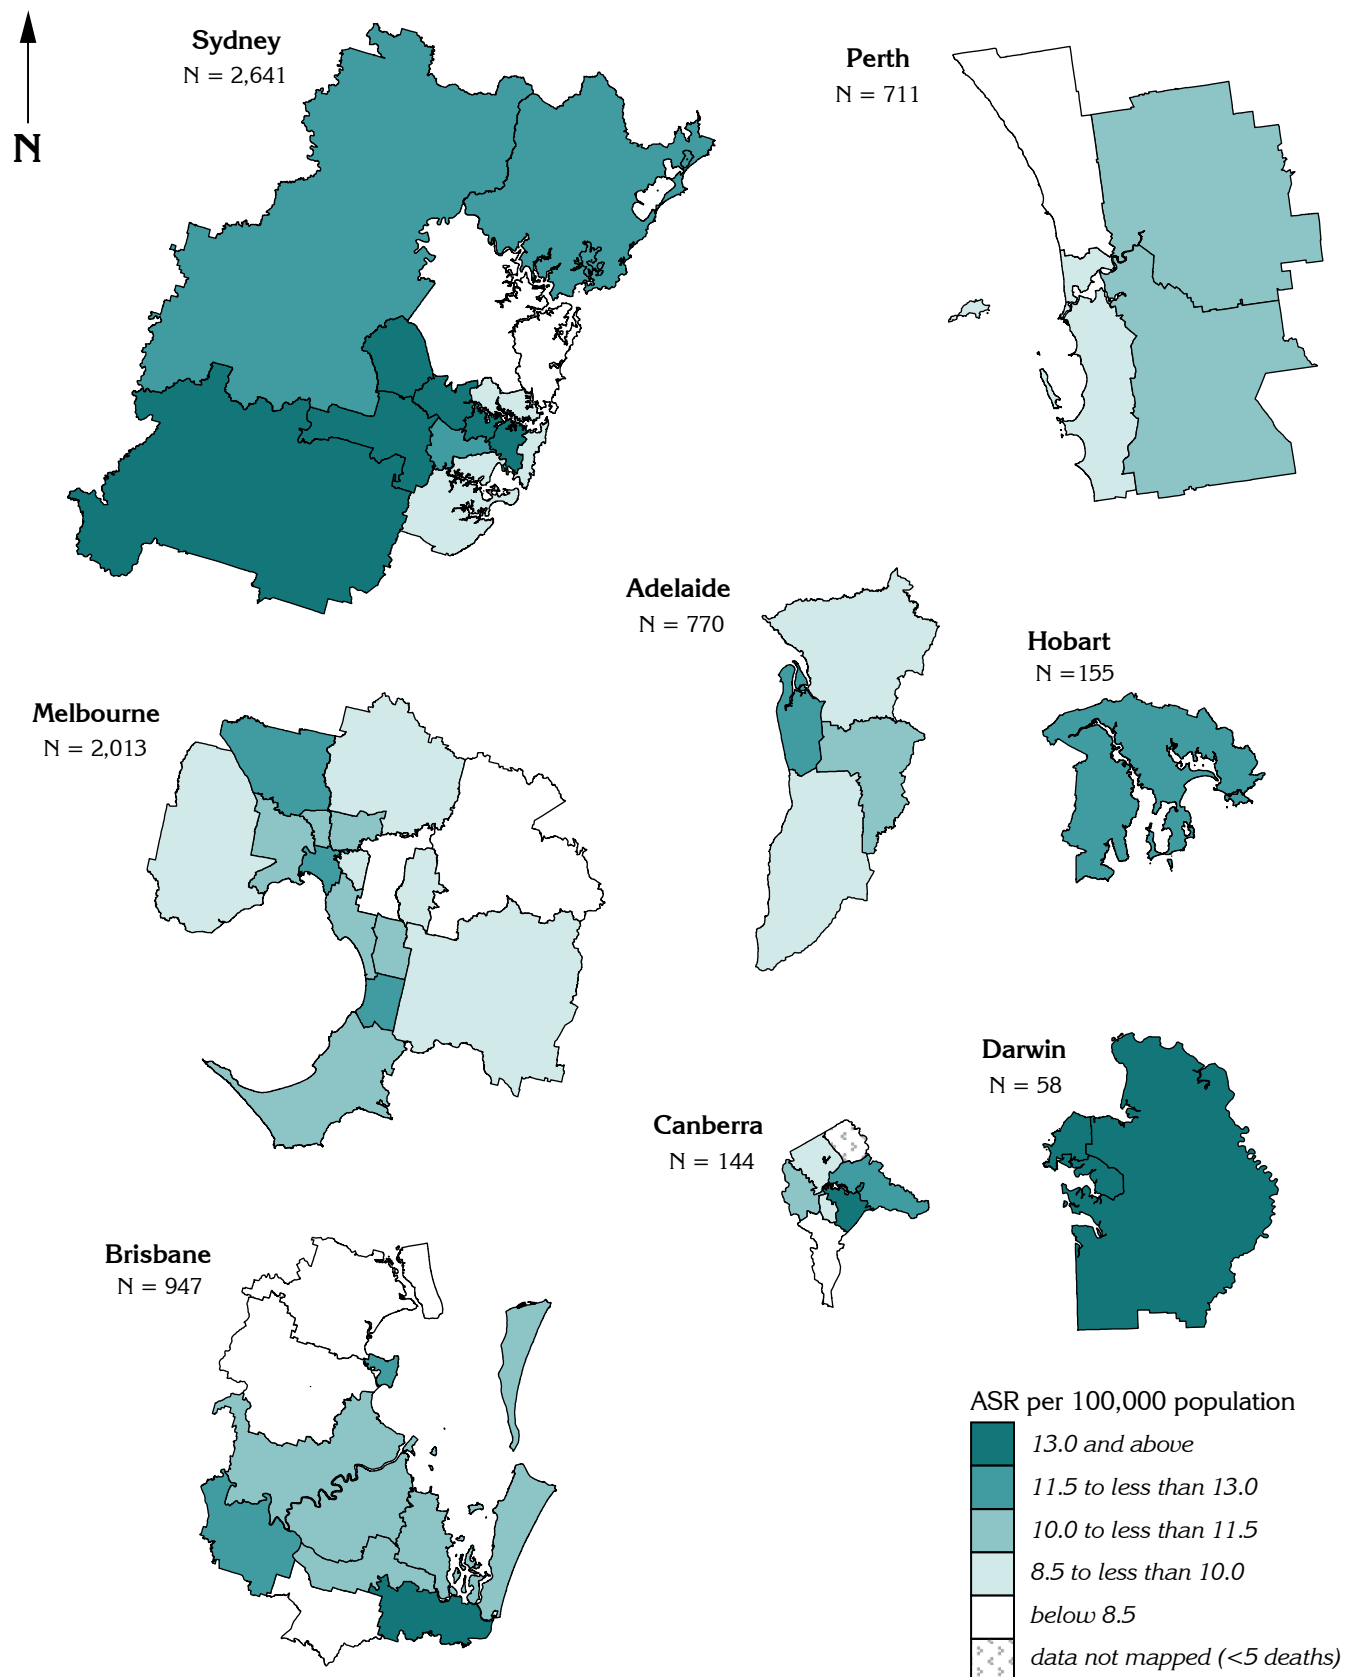 N
Sydney
N = 2,641
Perth
N = 711
Adelaide
N = 770
Hobart
N =155
Melbourne
N = 2,013
Darwin
N = 58
Canberra
N = 144
Brisbane
N = 947
ASR per 100,000 population
13.0 and above
11.5 to less than 13.0
10.0 to less than 11.5
8.5 to less than 10.0
below 8.5
data not mapped (<5 deaths)